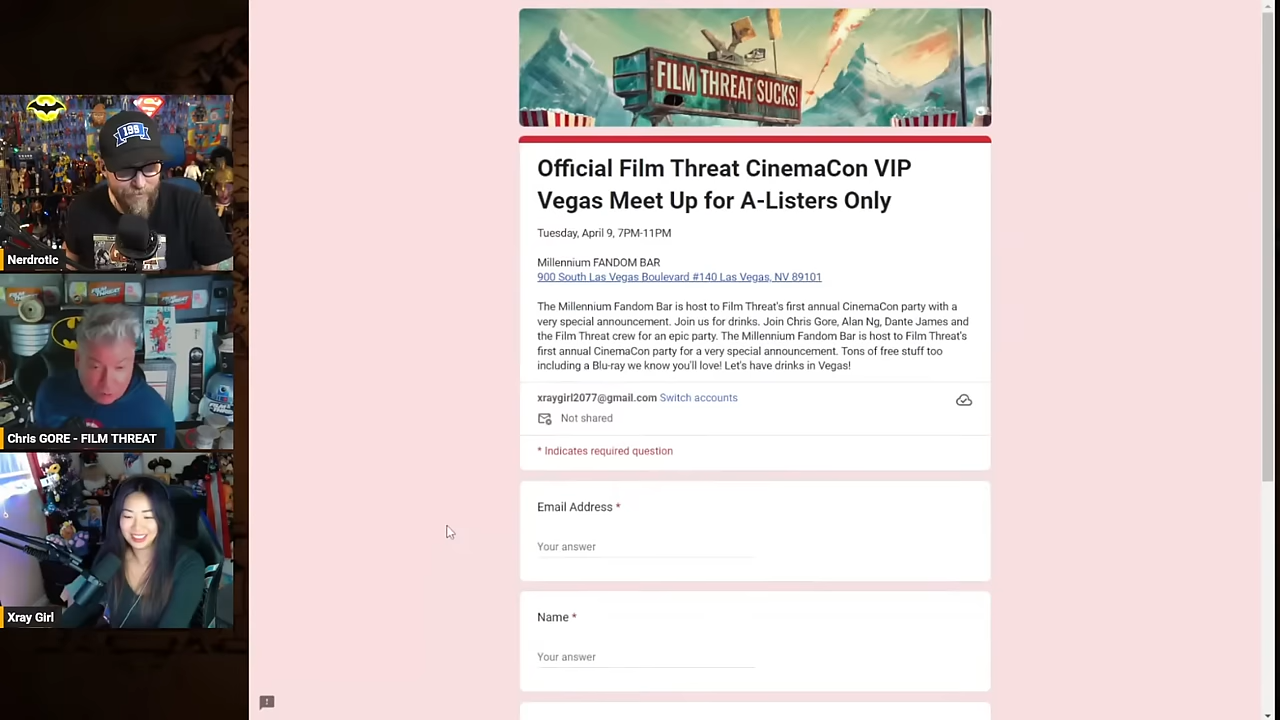 199
Nerdrotic
Chris GORE - FILM THREAT
Xray Girl
FILM THREAT SUCKS!
Official Film Threat CinemaCon VIP
Vegas Meet Up for A-Listers Only
Tuesday, April 9, 7PM-11PM
Millennium FANDOM BAR
900 South Las Vegas Boulevard #140 Las Vegas, NV 89101
The Millennium Fandom Bar is host to Film Threat's first annual CinemaCon party with a
very special announcement. Join us for drinks. Join Chris Gore, Alan Ng, Dante James and
the Film Threat crew for an epic party. The Millennium Fandom Bar is host to Film Threat's
first annual CinemaCon party for a very special announcement. Tons of free stuff too
including a Blu-ray we know you'll love! Let's have drinks in Vegas!
xraygirl2077@gmail.com Switch accounts
Not shared
* Indicates required question
Email Address *
Your answer
Name *
Your answer